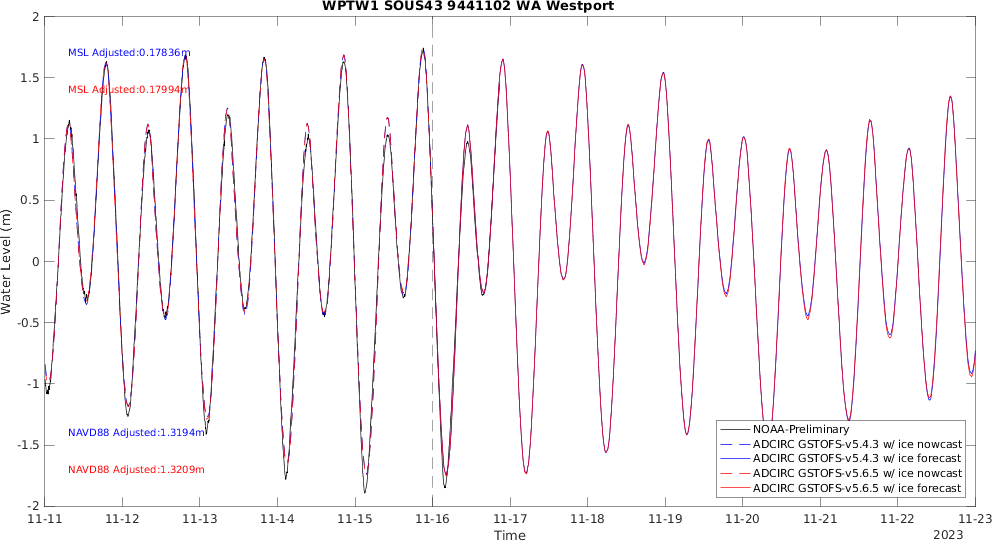 WPTW1 SOUS43 9441102 WA Westport
2
1.5
1
0.5
0
-0.5
-1
-1.5
-2
Water Level (m)
MSL Adjusted:0.17836m
MSL Adjusted:0.17994m
NAVD88 Adjusted:1.3194m
NAVD88 Adjusted:1.3209m
NOAA-Preliminary
ADCIRC GSTOFS-v5.4.3 w/ ice nowcast
ADCIRC GSTOFS-v5.4.3 w/ ice forecast
ADCIRC GSTOFS-v5.6.5 w/ ice nowcast
ADCIRC GSTOFS-v5.6.5 w/ ice forecast
11-11 11-12 11-13 11-14 11-15 11-16 11-17 11-18 11-19 11-20 11-21 11-22 11-23
Time
2023